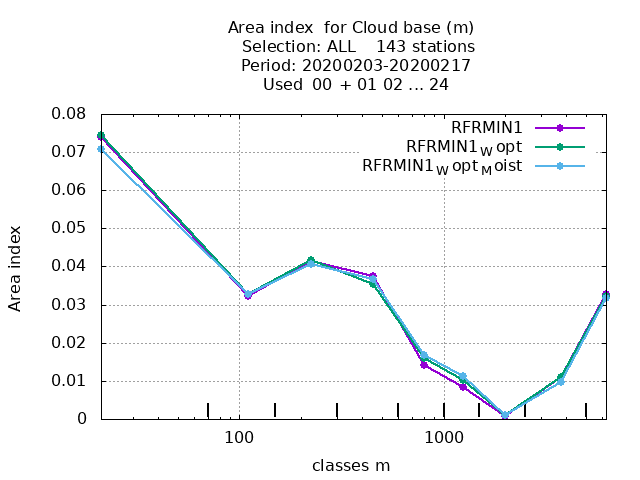 Area index  for Cloud base (m)
Selection: ALL    143 stations
Period: 20200203-20200217
Used  00 + 01 02 ... 24
0.08
0.07
0.06
0.05
0.04
0.03
0.02
0.01
0
Area index
RFRMIN1
RFRMIN1_W opt
RFRMIN1_W opt_M oist
100
1000
classes m